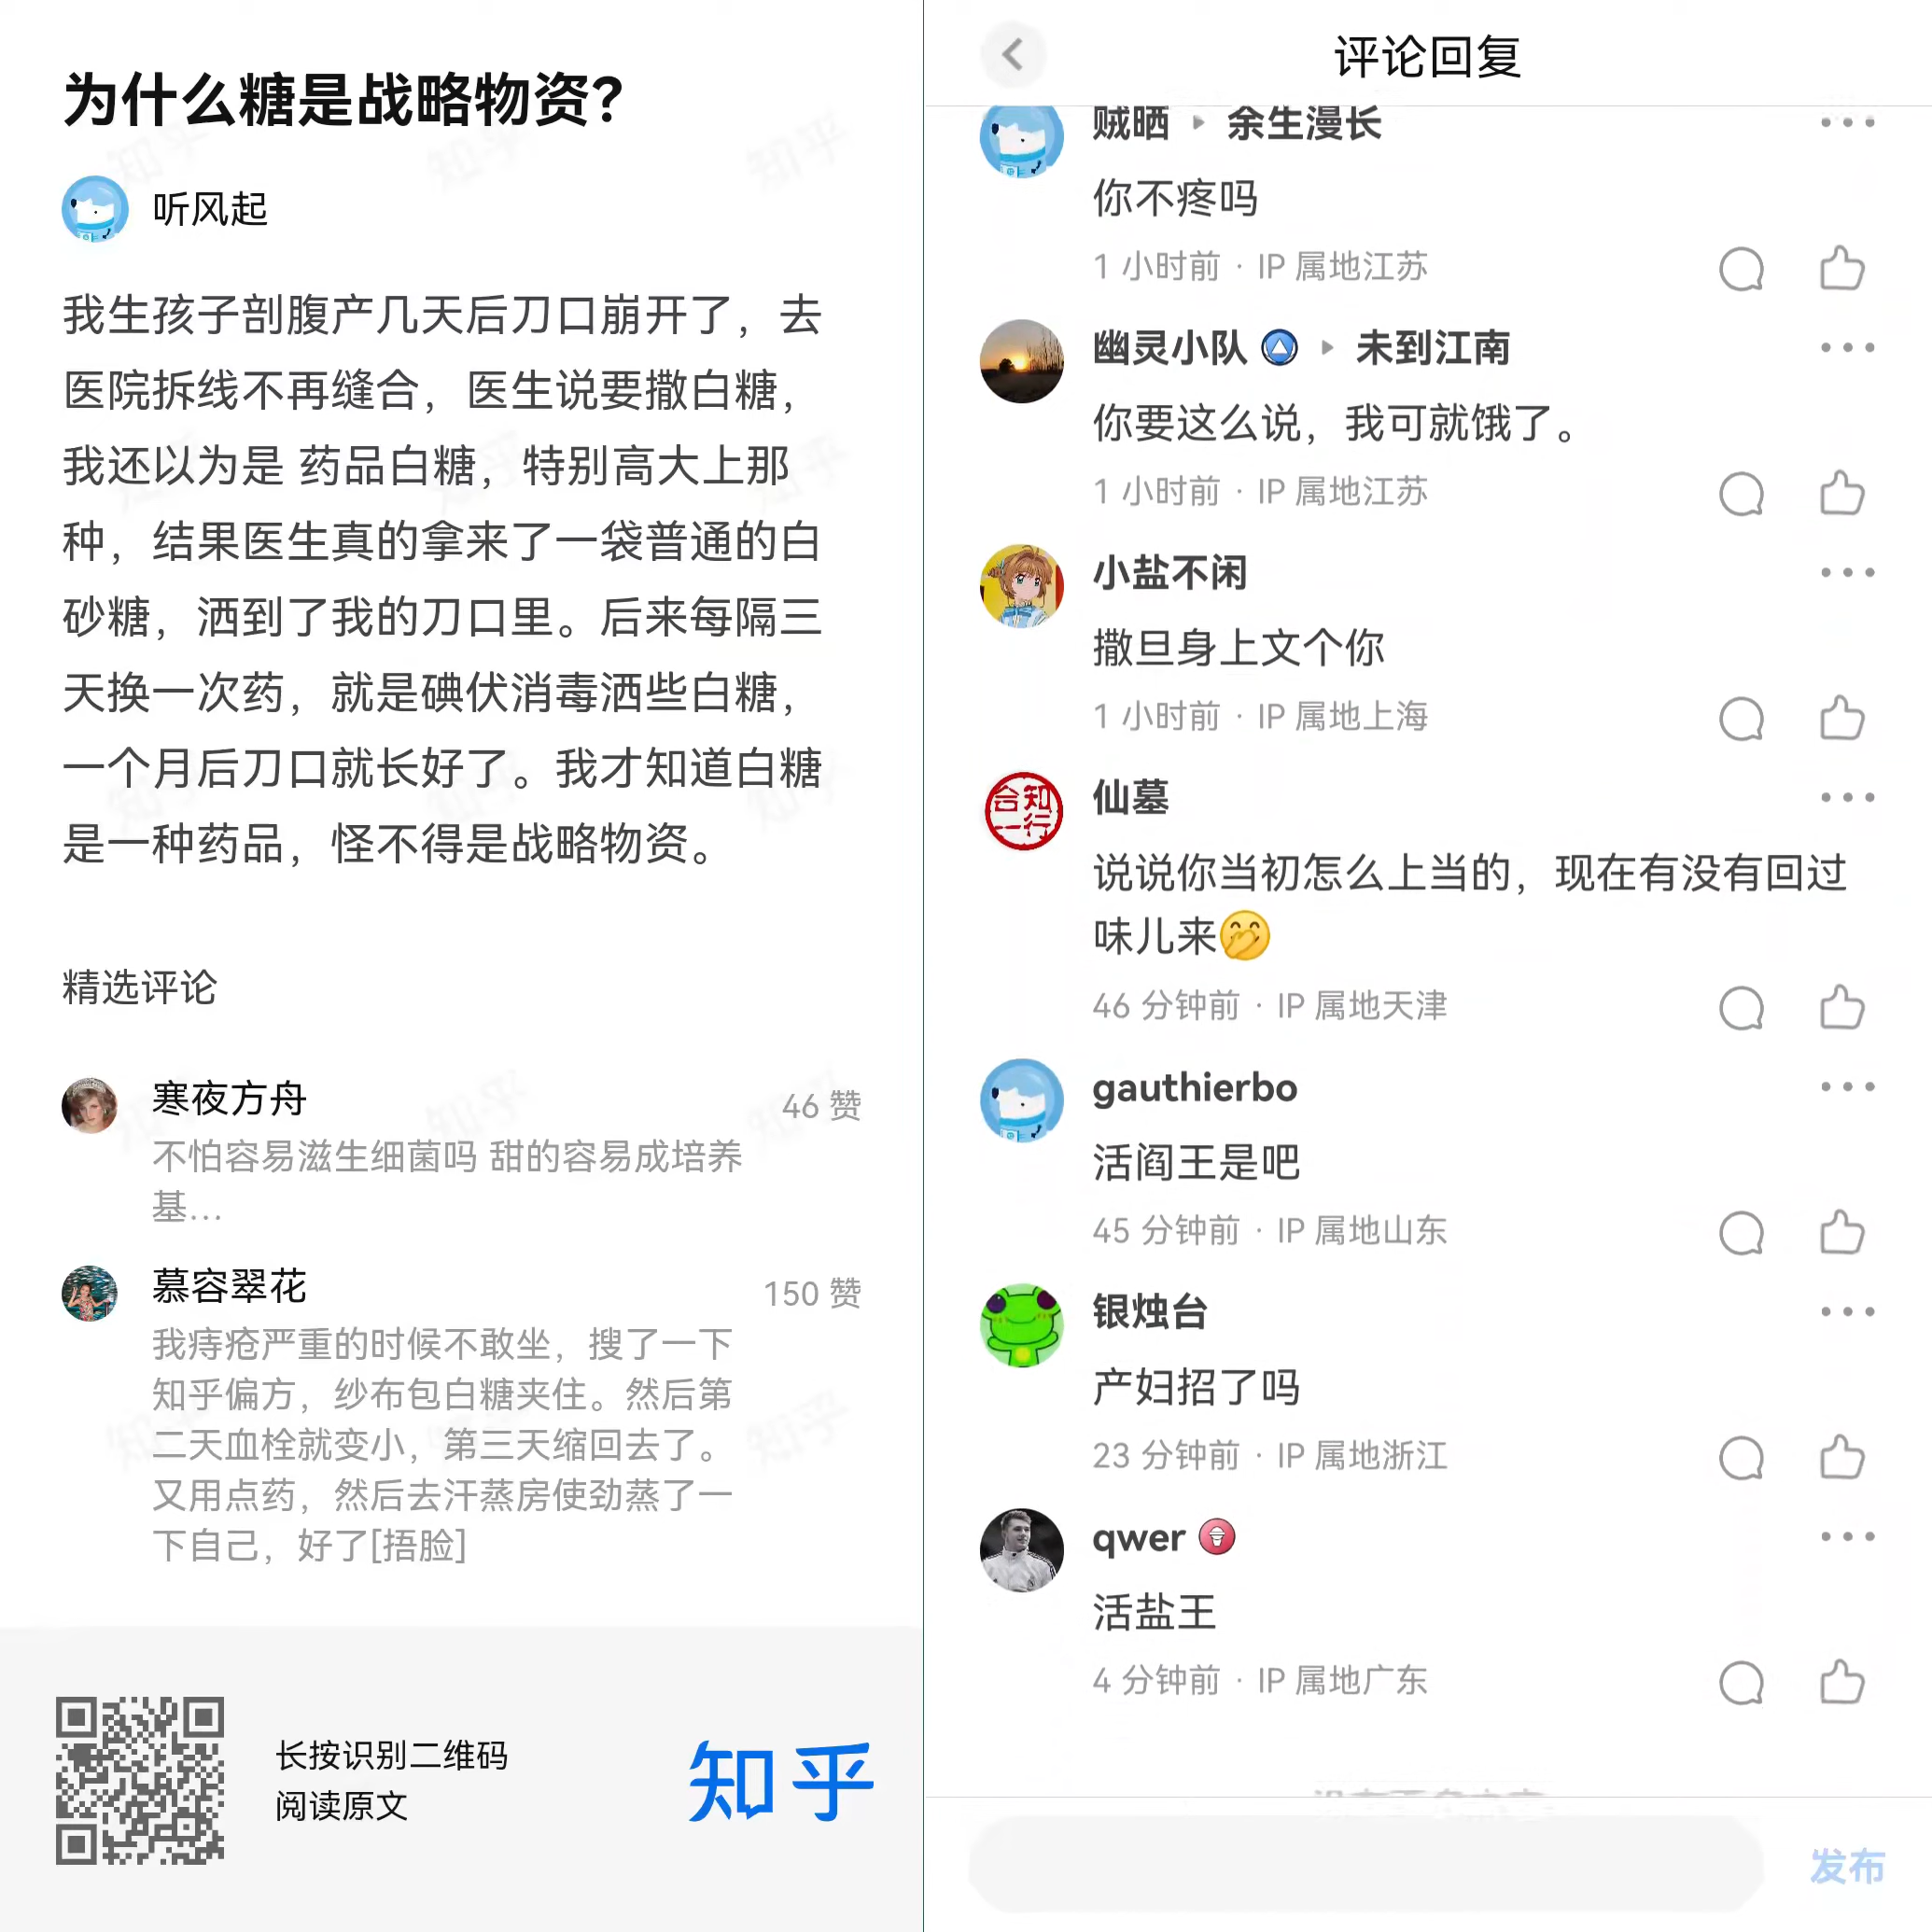 为什么糖是战略物资?
听风起
我生孩子剖腹产几天后刀口崩开了，去
医院拆线不再缝合，医生说要撒白糖，
我还以为是 药品白糖，特别高大上那
种，结果医生真的拿来了一袋普通的白
砂糖，洒到了我的刀口里。后来每隔三
天换一次药，就是碘伏消毒洒些白糖，
一个月后刀口就长好了。我才知道白糖
是一种药品，怪不得是战略物资。
精选评论
寒夜方舟
46 赞
不怕容易滋生细菌吗 甜的容易成培养
基…
慕容翠花
150 赞
我痔疮严重的时候不敢坐，搜了一下
知乎偏方，纱布包白糖夹住。然后第
二天血栓就变小，第三天缩回去了。
又用点药，然后去汗蒸房使劲蒸了一
下自己，好了[捂脸]
长按识别二维码
阅读原文
知乎
评论回复
贼晒 ▸ 余生漫长
你不疼吗
1 小时前 · IP 属地江苏
幽灵小队 ▸ 未到江南
你要这么说，我可就饿了。
1 小时前 · IP 属地江苏
小盐不闲
撒旦身上文个你
1 小时前 · IP 属地上海
知行合一
仙墓
说说你当初怎么上当的，现在有没有回过
味儿来🤭
46 分钟前 · IP 属地天津
gauthierbo
活阎王是吧
45 分钟前 · IP 属地山东
银烛台
产妇招了吗
23 分钟前 · IP 属地浙江
qwer
活盐王
4 分钟前 · IP 属地广东
发布